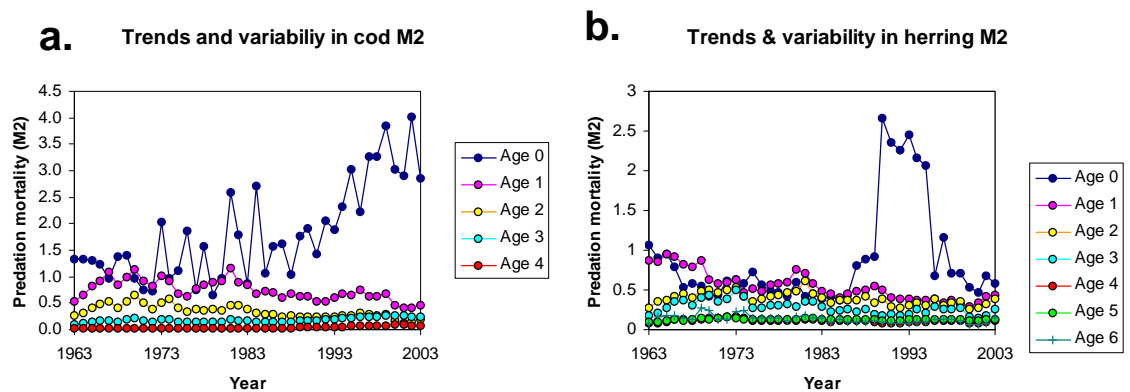 a.
Trends and variabiliy in cod M2
Predation mortality (M2)
4.5
4.0
3.5
3.0
2.5
2.0
1.5
1.0
0.5
0.0
1963 1973 1983 1993 2003
Year
Age 0
Age 1
Age 2
Age 3
Age 4
b.
Trends & variability in herring M2
Predation mortality (M2)
3
2.5
2
1.5
1
0.5
0
1963 1973 1983 1993 2003
Year
Age 0
Age 1
Age 2
Age 3
Age 4
Age 5
Age 6